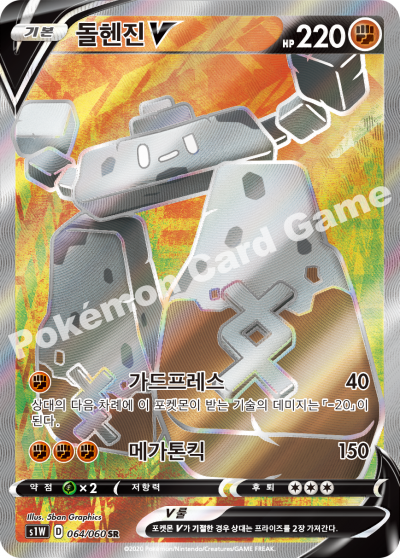 기본 돌헨진 V HP 220
Pokémon Card Game
가드프레스 40
상대의 다음 차례에 이 포켓몬이 받는 기술의 데미지는 「-20」이
된다.
메가톤킥 150
약점 ×2 저항력 후퇴
Illus. 5ban Graphics
s1W D 064/060 SR
V 룰
포켓몬 V가 기절한 경우 상대는 프라이즈를 2장 가져간다.
©2020 Pokémon/Nintendo/Creatures/GAME FREAK.